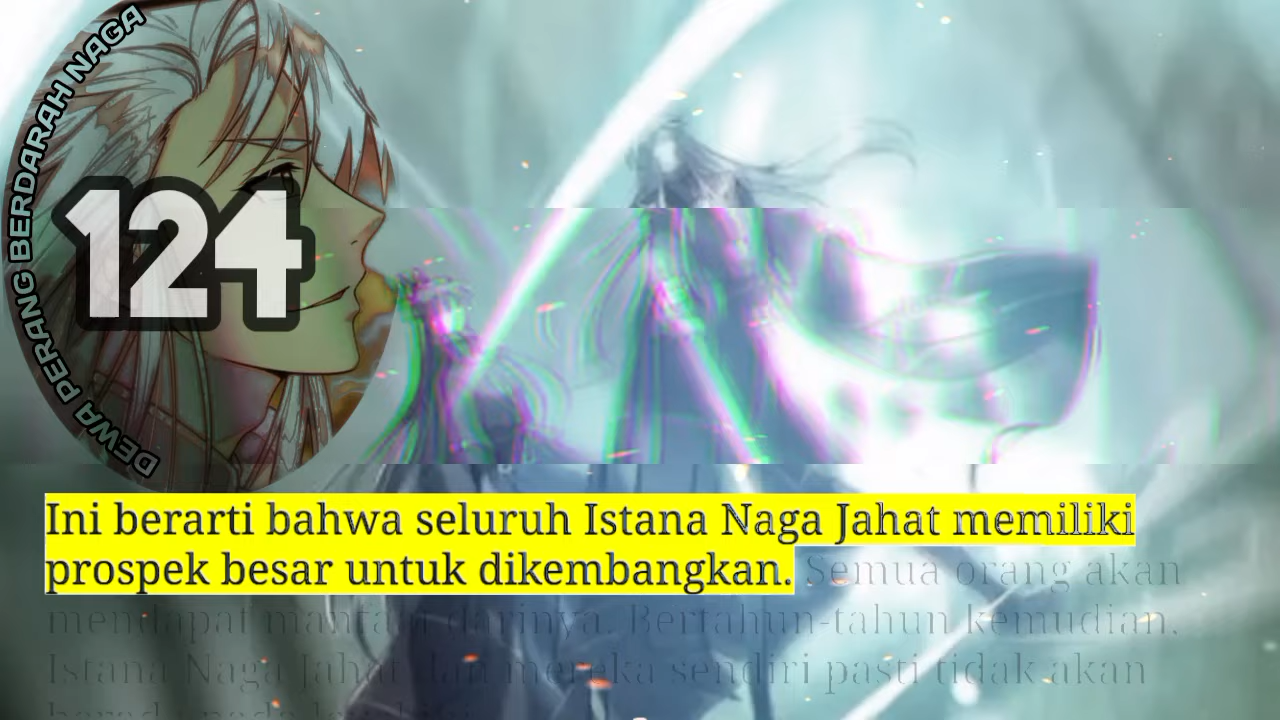 DEWA PERANG BERDARAH NAGA
124
Ini berarti bahwa seluruh Istana Naga Jahat memiliki
prospek besar untuk dikembangkan. Semua orang akan
mendapat manfaat darinya. Bertahun-tahun kemudian,
Istana Naga Jahat dan mereka sendiri pasti tidak akan